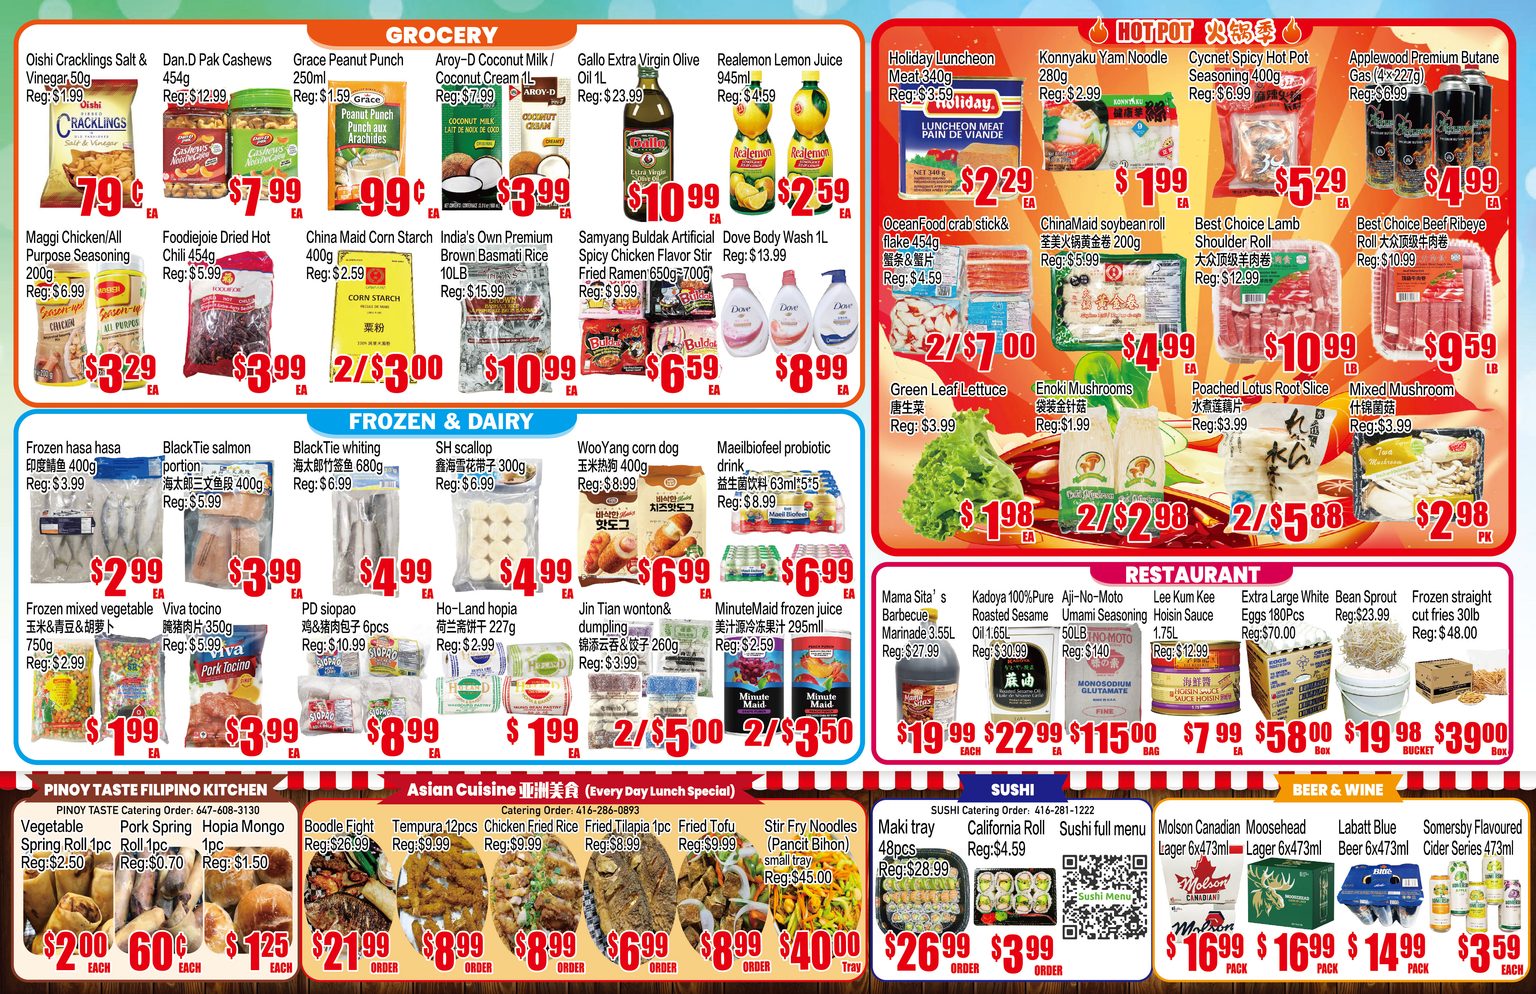 GROCERY
Oishi Cracklings Salt &
Vinegar 50g
Reg: $1.99
79¢ EA
Dan.D Pak Cashews
454g
Reg: $12.99
$7.99 EA
Grace Peanut Punch
250ml
Reg: $1.59
99¢ EA
Aroy-D Coconut Milk /
Coconut Cream 1L
Reg: $7.99
$3.99 EA
Gallo Extra Virgin Olive
Oil 1L
Reg: $23.99
$10.99 EA
Realemon Lemon Juice
945ml
Reg: $4.59
$2.59 EA
Maggi Chicken/All
Purpose Seasoning
200g
Reg: $6.99
$3.29 EA
Foodiejoie Dried Hot
Chili 454g
Reg: $5.99
$3.99 EA
China Maid Corn Starch
400g
Reg: $2.59
2/$3.00 EA
India's Own Premium
Brown Basmati Rice
10LB
Reg: $15.99
$10.99 EA
Samyang Buldak Artificial
Spicy Chicken Flavor Stir
Fried Ramen 650g-700g
Reg: $9.99
$6.59 EA
Dove Body Wash 1L
Reg: $13.99
$8.99 EA
FROZEN & DAIRY
Frozen hasa hasa
印度鲭鱼 400g
Reg: $3.99
$2.99 EA
BlackTie salmon
portion
海太郎三文鱼段 400g
Reg: $5.99
$3.99 EA
BlackTie whiting
海太郎竹签鱼 680g
Reg: $6.99
$4.99 EA
SH scallop
鑫海雪花带子 300g
Reg: $6.99
$4.99 EA
WooYang corn dog
玉米热狗 400g
Reg: $8.99
$6.99 EA
Maeilbiofeel probiotic
drink
益生菌饮料 63ml*5*5
Reg: $8.99
$6.99 EA
Frozen mixed vegetable
玉米&青豆&胡萝卜
750g
Reg: $2.99
$1.99 EA
Viva tocino
腌猪肉片 350g
Reg: $5.99
$3.99 EA
PD siopao
鸡&猪肉包子 6pcs
Reg: $10.99
$8.99 EA
Ho-Land hopia
荷兰斋饼干 227g
Reg: $2.99
$1.99 EA
Jin Tian wonton&
dumpling
锦添云吞&饺子 260g
Reg: $3.99
2/$5.00 EA
MinuteMaid frozen juice
美汁源冷冻果汁 295mll
Reg: $2.59
2/$3.50 EA
HOT POT 火锅季
Holiday Luncheon
Meat 340g
Reg: $3.59
$2.29 EA
Konnyaku Yam Noodle
280g
Reg: $2.99
$1.99 EA
Cycnet Spicy Hot Pot
Seasoning 400g
Reg: $6.99
$5.29 EA
Applewood Premium Butane
Gas (4×227g)
Reg: $6.99
$4.99 EA
OceanFood crab stick&
flake 454g
蟹条&蟹片
Reg: $4.59
2/$7.00 EA
ChinaMaid soybean roll
荃美火锅黄金卷 200g
Reg: $5.99
$4.99 EA
Best Choice Lamb
Shoulder Roll
大众顶级羊肉卷
Reg: $12.99
$10.99 LB
Best Choice Beef Ribeye
Roll 大众顶级牛肉卷
Reg: $10.99
$9.59 LB
Green Leaf Lettuce
唐生菜
Reg: $3.99
$1.98 EA
Enoki Mushrooms
袋装金针菇
Reg: $1.99
2/$2.98 EA
Poached Lotus Root Slice
水煮莲藕片
Reg: $3.99
2/$5.88 EA
Mixed Mushroom
什锦菌菇
Reg: $3.99
$2.98 PK
RESTAURANT
Mama Sita's
Barbecue
Marinade 3.55L
Reg: $27.99
$19.99 EACH
Kadoya 100%Pure
Roasted Sesame
Oil 1.65L
Reg: $30.99
$22.99 EA
Aji-No-Moto
Umami Seasoning
50LB
Reg: $140
$115.00 BAG
Lee Kum Kee
Hoisin Sauce
1.75L
Reg: $12.99
$7.99 EA
Extra Large White
Eggs 180Pcs
Reg: $70.00
$58.00 Box
Bean Sprout
Reg: $23.99
$19.98 BUCKET
Frozen straight
cut fries 30lb
Reg: $48.00
$39.00 Box
PINOY TASTE FILIPINO KITCHEN
PINOY TASTE Catering Order: 647-608-3130
Vegetable
Spring Roll 1pc
Reg: $2.50
$2.00 EACH
Pork Spring
Roll 1pc
Reg: $0.70
60¢ EACH
Hopia Mongo
1pc
Reg: $1.50
$1.25 EACH
Asian Cuisine 亚洲美食 (Every Day Lunch Special)
Catering Order: 416-286-0893
Boodle Fight
Reg: $26.99
$21.99 ORDER
Tempura 12pcs
Reg: $9.99
$8.99 ORDER
Chicken Fried Rice
Reg: $9.99
$8.99 ORDER
Fried Tilapia 1pc
Reg: $8.99
$6.99 ORDER
Fried Tofu
Reg: $9.99
$8.99 ORDER
Stir Fry Noodles
(Pancit Bihon)
small tray
Reg: $45.00
$40.00 Tray
SUSHI
SUSHI Catering Order: 416-281-1222
Maki tray
48pcs
Reg: $28.99
$26.99 ORDER
California Roll
Reg: $4.59
$3.99 ORDER
Sushi full menu
Sushi Menu
BEER & WINE
Molson Canadian
Lager 6x473ml
$16.99 PACK
Moosehead
Lager 6x473ml
$16.99 PACK
Labatt Blue
Beer 6x473ml
$14.99 PACK
Somersby Flavoured
Cider Series 473ml
$3.59 EACH